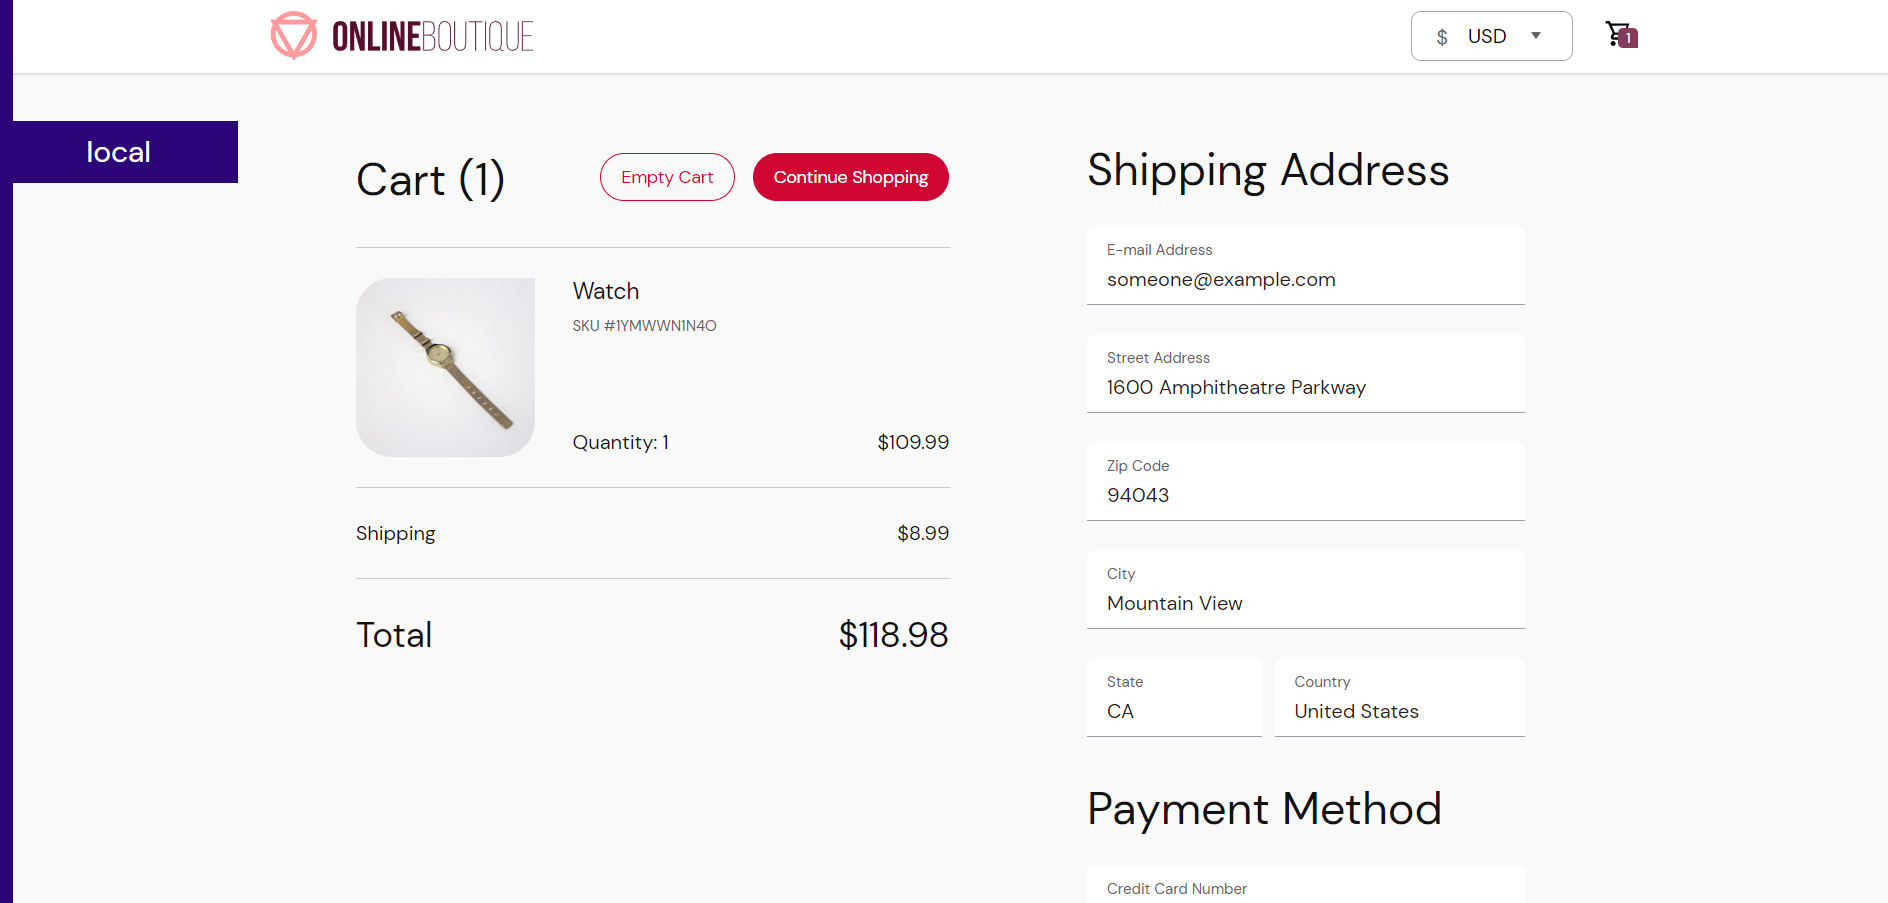 ONLINEBOUTIQUE
$ USD
1
local
Cart (1)
Empty Cart
Continue Shopping
Watch
SKU #1YMWWN1N4O
Quantity: 1
$109.99
Shipping
$8.99
Total
$118.98
Shipping Address
E-mail Address
someone@example.com
Street Address
1600 Amphitheatre Parkway
Zip Code
94043
City
Mountain View
State
CA
Country
United States
Payment Method
Credit Card Number